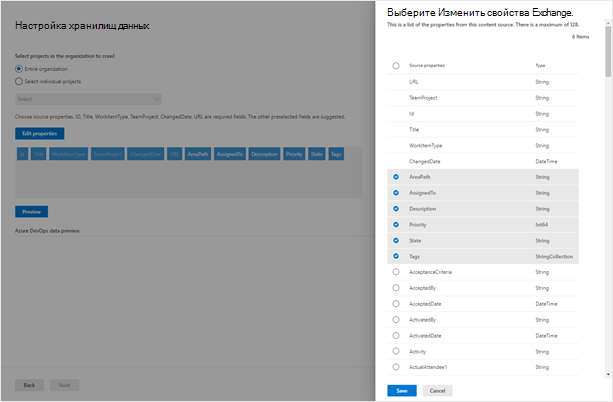 Настройка хранилищ данных
Select projects in the organization to crawl
Entire organization
Select individual projects
Select
Choose source properties. ID, Title, WorkItemType, TeamProject, ChangedDate, URL are required fields. The other preselected fields are suggested.
Edit properties
Id Title WorkItemType TeamProject ChangedDate URL AreaPath AssignedTo Description Priority State Tags
Preview
Azure DevOps data preview
Back Next
Выберите Изменить свойства Exchange.
This is a list of the properties from this content source. There is a maximum of 128.
6 items
Source properties Type
URL String
TeamProject String
Id String
Title String
WorkItemType String
ChangedDate DateTime
AreaPath String
AssignedTo String
Description String
Priority Int64
State String
Tags StringCollection
AcceptanceCriteria String
AcceptedBy String
AcceptedDate DateTime
ActivatedBy String
ActivatedDate DateTime
Activity String
ActualAttendee1 String
Save Cancel